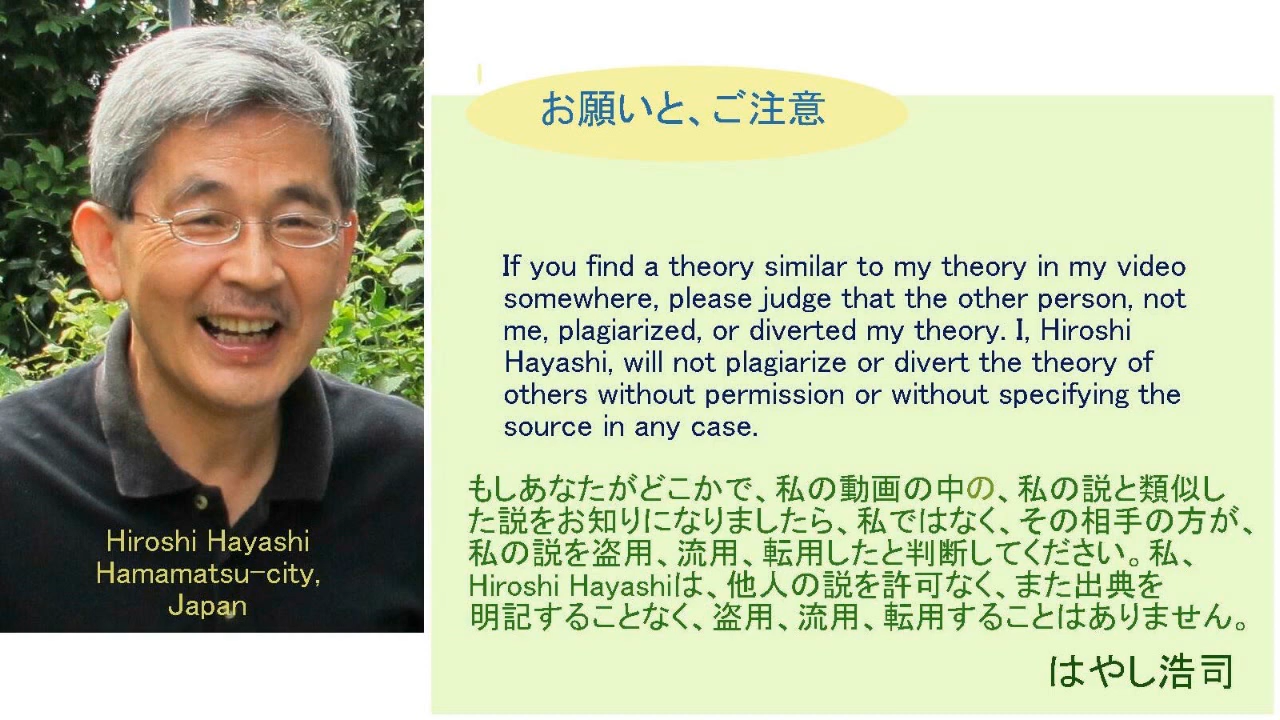 お願いと、ご注意
If you find a theory similar to my theory in my video
somewhere, please judge that the other person, not
me, plagiarized, or diverted my theory. I, Hiroshi
Hayashi, will not plagiarize or divert the theory of
others without permission or without specifying the
source in any case.
もしあなたがどこかで、私の動画の中の、私の説と類似し
た説をお知りになりましたら、私ではなく、その相手の方が、
私の説を盗用、流用、転用したと判断してください。私、
Hiroshi Hayashiは、他人の説を許可なく、また出典を
明記することなく、盗用、流用、転用することはありません。
はやし浩司
Hiroshi Hayashi
Hamamatsu-city,
Japan